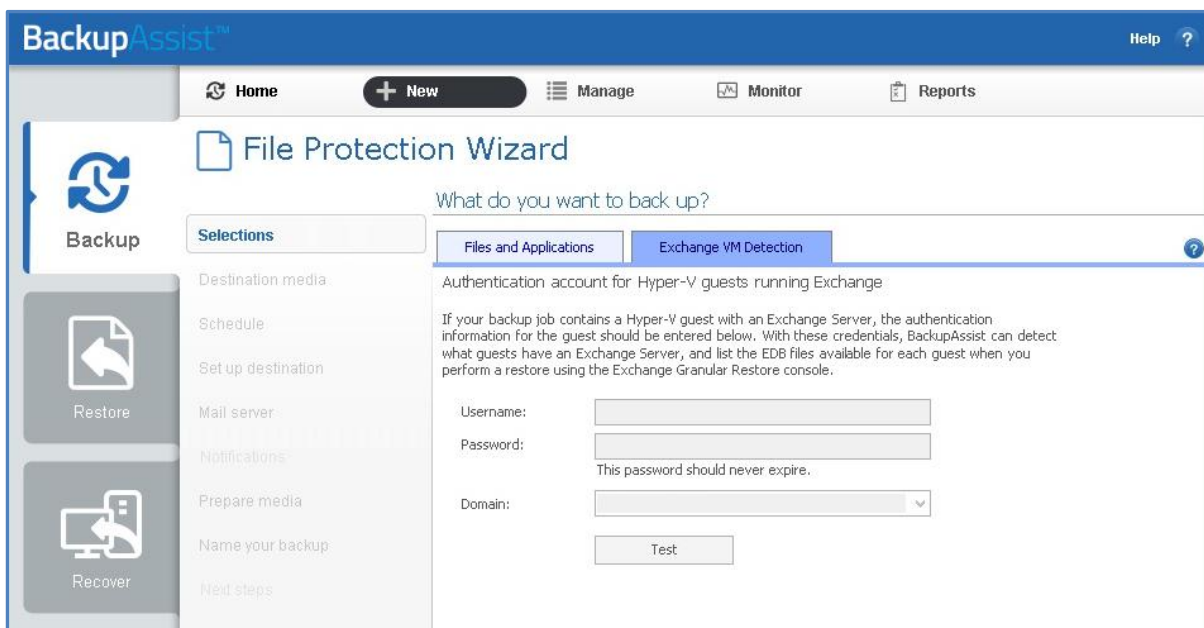 BackupAssist™
Help ?
Home
New
Manage
Monitor
Reports
Backup
Restore
Recover
File Protection Wizard
Selections
Destination media
Schedule
Set up destination
Mail server
Notifications
Prepare media
Name your backup
Next steps
What do you want to back up?
Files and Applications
Exchange VM Detection
?
Authentication account for Hyper-V guests running Exchange
If your backup job contains a Hyper-V guest with an Exchange Server, the authentication
information for the guest should be entered below. With these credentials, BackupAssist can detect
what guests have an Exchange Server, and list the EDB files available for each guest when you
perform a restore using the Exchange Granular Restore console.
Username:
Password:
This password should never expire.
Domain:
Test